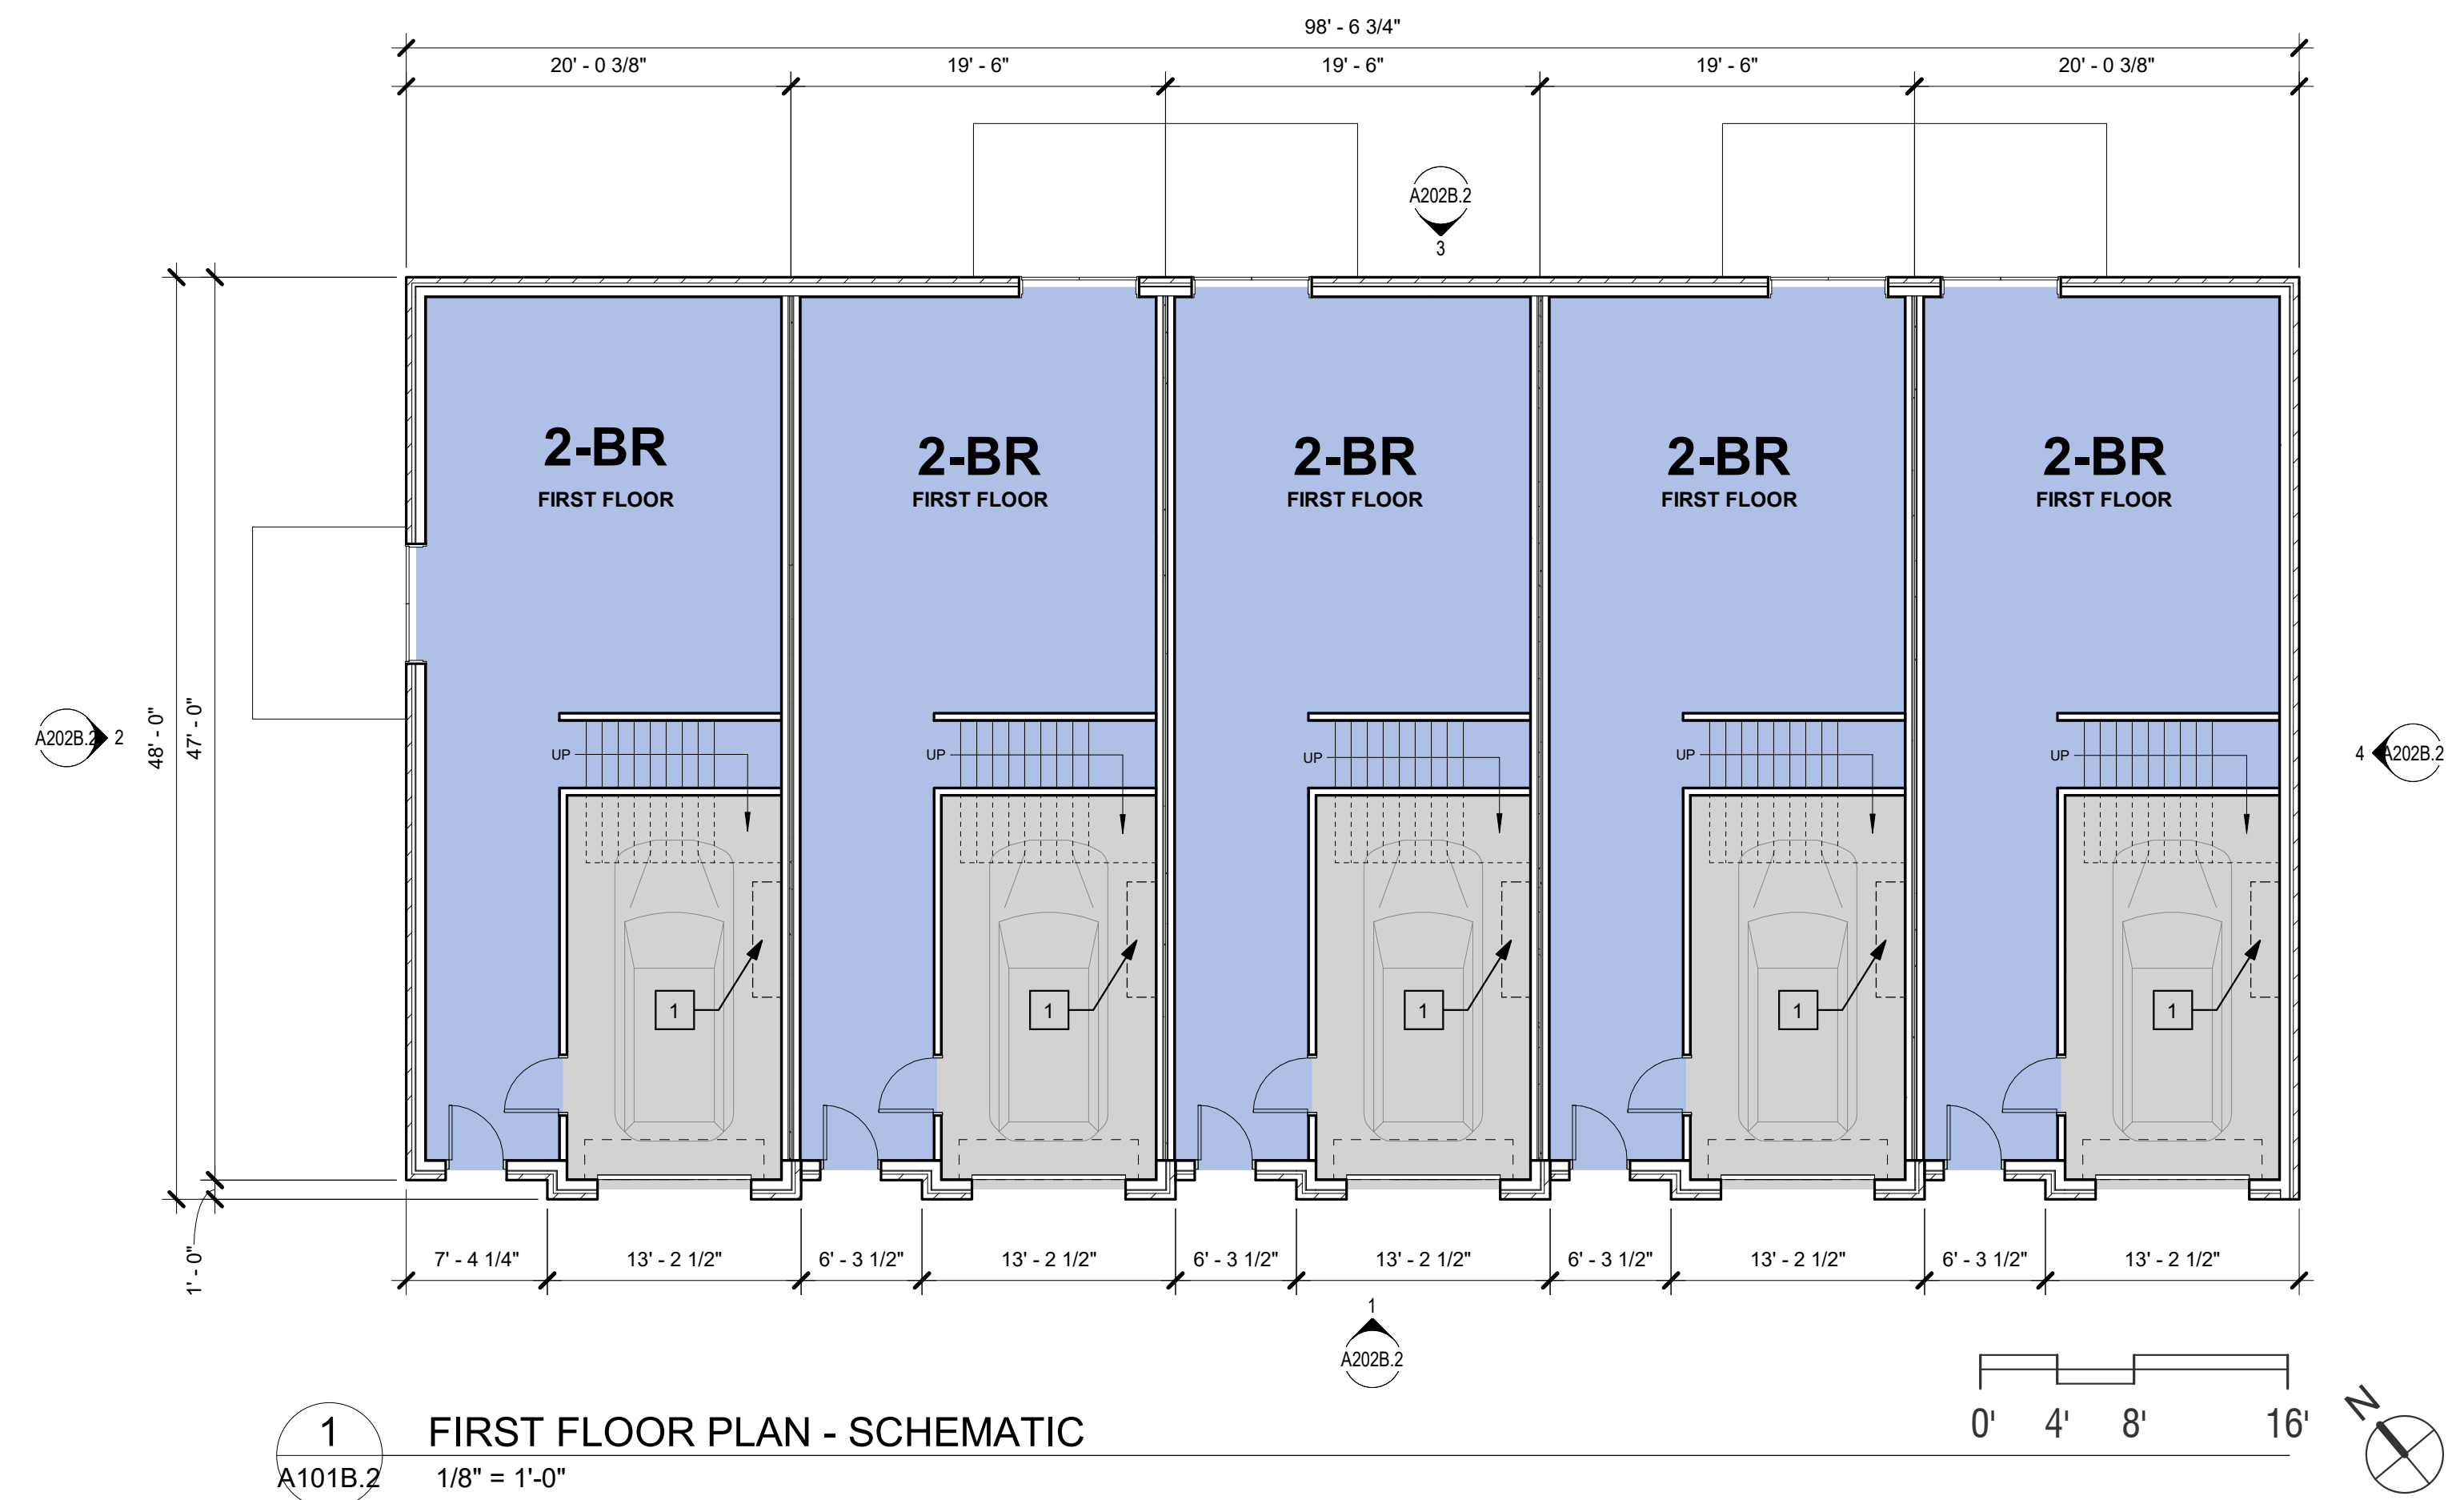 98' - 6 3/4"
20' - 0 3/8" 19' - 6" 19' - 6" 19' - 6" 20' - 0 3/8"
A202B.2
3
2-BR 2-BR 2-BR 2-BR 2-BR
FIRST FLOOR FIRST FLOOR FIRST FLOOR FIRST FLOOR FIRST FLOOR
48' - 0"
47' - 0"
A202B.2 2
4 A202B.2
UP UP UP UP UP
1 1 1 1 1
1' - 0"
7' - 4 1/4" 13' - 2 1/2" 6' - 3 1/2" 13' - 2 1/2" 6' - 3 1/2" 13' - 2 1/2" 6' - 3 1/2" 13' - 2 1/2" 6' - 3 1/2" 13' - 2 1/2"
1
A202B.2
0' 4' 8' 16'
N
1 FIRST FLOOR PLAN - SCHEMATIC
A101B.2 1/8" = 1'-0"